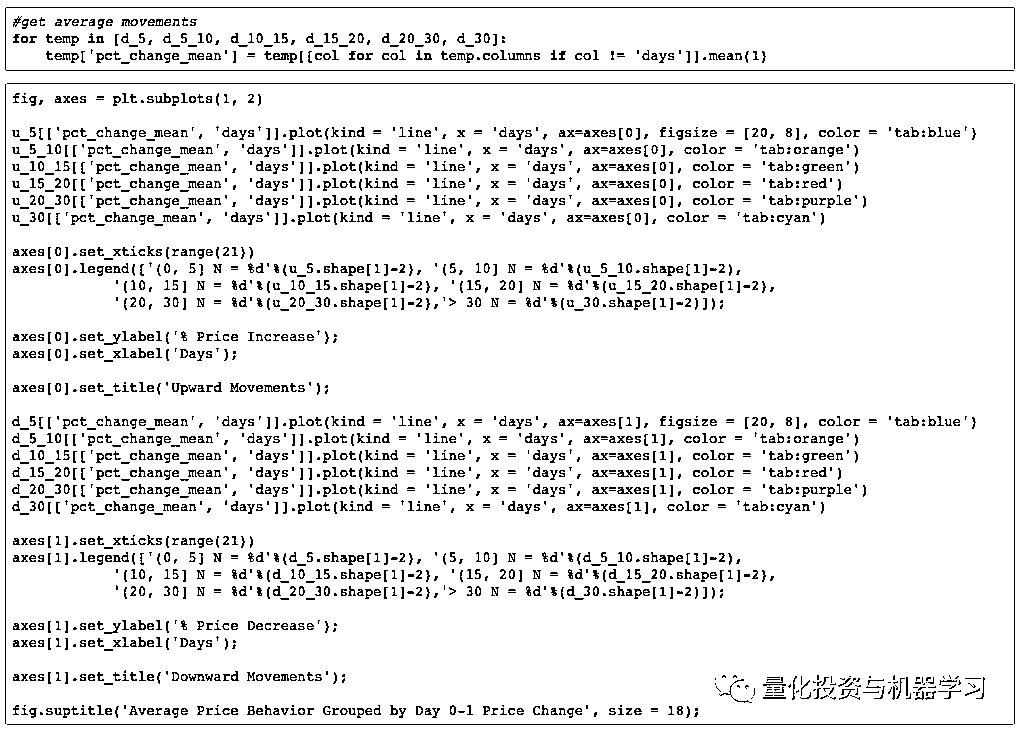 #get average movements
for temp in [d_5, d_5_10, d_10_15, d_15_20, d_20_30, d_30]:
    temp['pct_change_mean'] = temp[[col for col in temp.columns if col != 'days']].mean(1)
fig, axes = plt.subplots(1, 2)
u_5[['pct_change_mean', 'days']].plot(kind = 'line', x = 'days', ax=axes[0], figsize = [20, 8], color = 'tab:blue')
u_5_10[['pct_change_mean', 'days']].plot(kind = 'line', x = 'days', ax=axes[0], color = 'tab:orange')
u_10_15[['pct_change_mean', 'days']].plot(kind = 'line', x = 'days', ax=axes[0], color = 'tab:green')
u_15_20[['pct_change_mean', 'days']].plot(kind = 'line', x = 'days', ax=axes[0], color = 'tab:red')
u_20_30[['pct_change_mean', 'days']].plot(kind = 'line', x = 'days', ax=axes[0], color = 'tab:purple')
u_30[['pct_change_mean', 'days']].plot(kind = 'line', x = 'days', ax=axes[0], color = 'tab:cyan')
axes[0].set_xticks(range(21))
axes[0].legend(['(0, 5] N = %d'%(u_5.shape[1]-2), '(5, 10] N = %d'%(u_5_10.shape[1]-2),
            '(10, 15] N = %d'%(u_10_15.shape[1]-2), '(15, 20] N = %d'%(u_15_20.shape[1]-2),
            '(20, 30] N = %d'%(u_20_30.shape[1]-2),'> 30 N = %d'%(u_30.shape[1]-2)]);
axes[0].set_ylabel('% Price Increase');
axes[0].set_xlabel('Days');
axes[0].set_title('Upward Movements');
d_5[['pct_change_mean', 'days']].plot(kind = 'line', x = 'days', ax=axes[1], figsize = [20, 8], color = 'tab:blue')
d_5_10[['pct_change_mean', 'days']].plot(kind = 'line', x = 'days', ax=axes[1], color = 'tab:orange')
d_10_15[['pct_change_mean', 'days']].plot(kind = 'line', x = 'days', ax=axes[1], color = 'tab:green')
d_15_20[['pct_change_mean', 'days']].plot(kind = 'line', x = 'days', ax=axes[1], color = 'tab:red')
d_20_30[['pct_change_mean', 'days']].plot(kind = 'line', x = 'days', ax=axes[1], color = 'tab:purple')
d_30[['pct_change_mean', 'days']].plot(kind = 'line', x = 'days', ax=axes[1], color = 'tab:cyan')
axes[1].set_xticks(range(21))
axes[1].legend(['(0, 5] N = %d'%(d_5.shape[1]-2), '(5, 10] N = %d'%(d_5_10.shape[1]-2),
            '(10, 15] N = %d'%(d_10_15.shape[1]-2), '(15, 20] N = %d'%(d_15_20.shape[1]-2),
            '(20, 30] N = %d'%(d_20_30.shape[1]-2),'> 30 N = %d'%(d_30.shape[1]-2)]);
axes[1].set_ylabel('% Price Decrease');
axes[1].set_xlabel('Days');
axes[1].set_title('Downward Movements');
量化投资与机器学习
fig.suptitle('Average Price Behavior Grouped by Day 0-1 Price Change', size = 18);